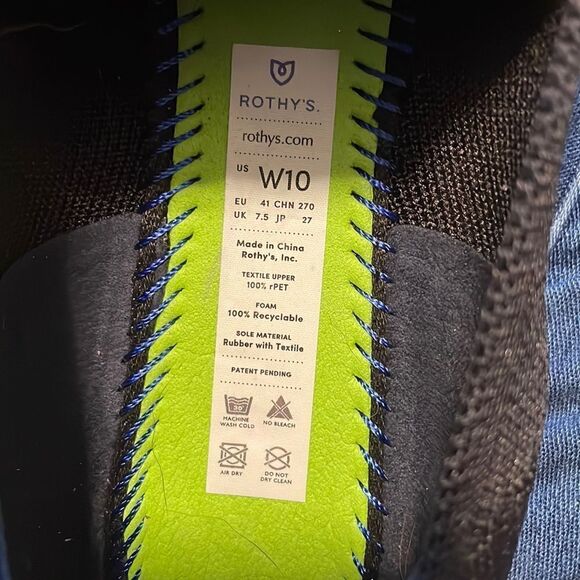 ROTHY'S.
rothys.com
US W10
EU 41 CHN 270
UK 7.5 JP 27
Made in China
Rothy's, Inc.
TEXTILE UPPER
100% rPET
FOAM
100% Recyclable
SOLE MATERIAL
Rubber with Textile
PATENT PENDING
30
MACHINE WASH COLD
NO BLEACH
AIR DRY
DO NOT DRY CLEAN